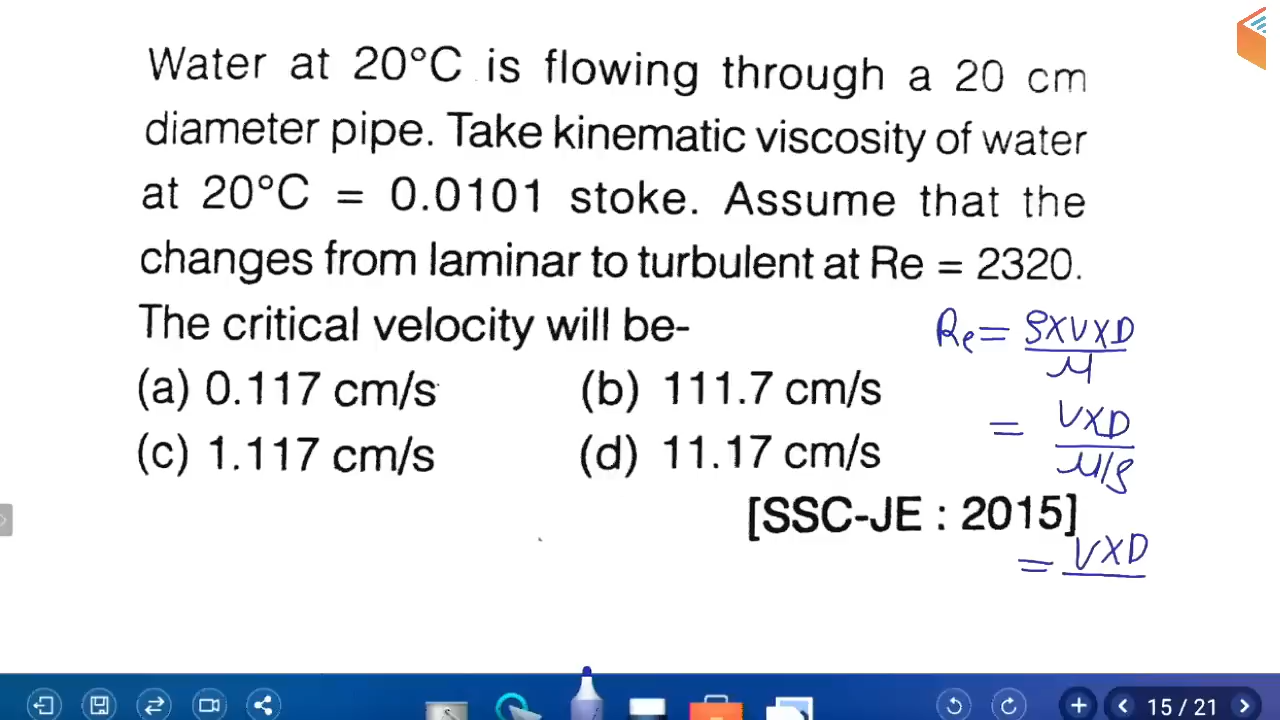 Water at 20°C is flowing through a 20 cm
diameter pipe. Take kinematic viscosity of water
at 20°C = 0.0101 stoke. Assume that the
changes from laminar to turbulent at Re = 2320.
The critical velocity will be-
Re = ρ×V×D
μ
(a) 0.117 cm/s (b) 111.7 cm/s
= V×D
μ/ρ
(c) 1.117 cm/s (d) 11.17 cm/s
[SSC-JE : 2015]
= V×D
15 / 21